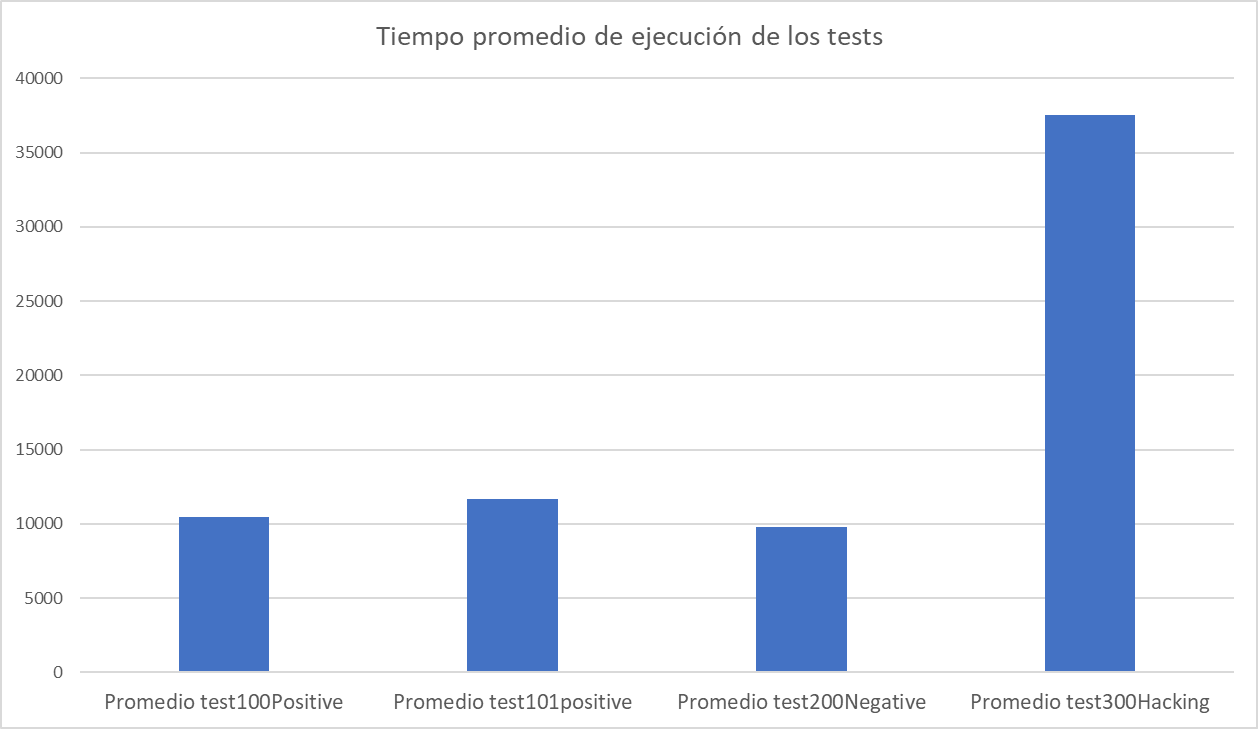 Tiempo promedio de ejecución de los tests
40000
35000
30000
25000
20000
15000
10000
5000
0
Promedio test100Positive
Promedio test101positive
Promedio test200Negative
Promedio test300Hacking